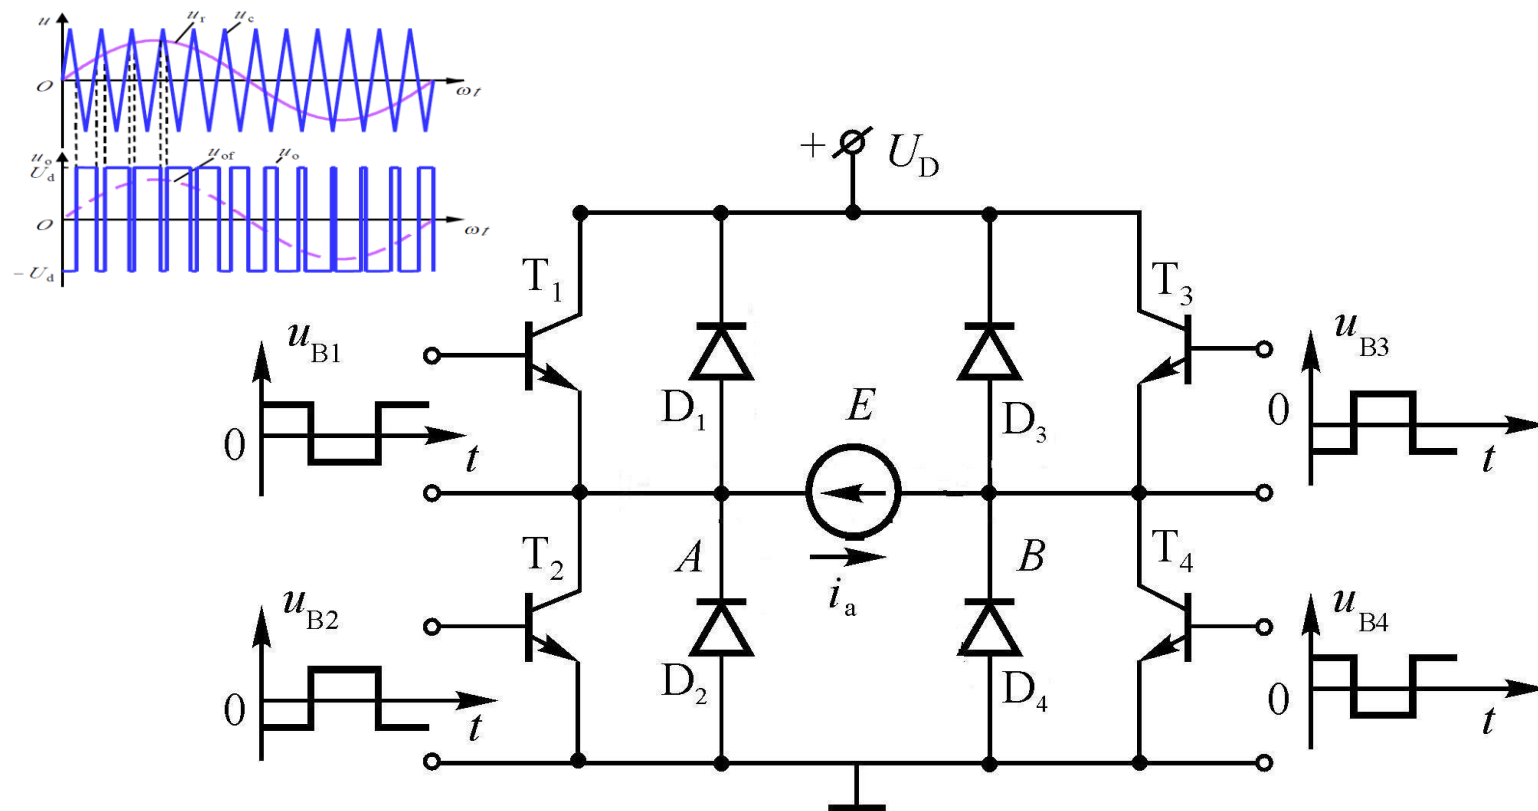 u
u_r
u_c
O
ωt
u_o
U_d
u_of
u_o
O
ωt
− U_d
+
U_D
T_1
T_3
u_B1
u_B3
D_1
E
D_3
0
t
0
t
T_2
A
B
T_4
i_a
u_B2
u_B4
D_2
D_4
0
t
0
t